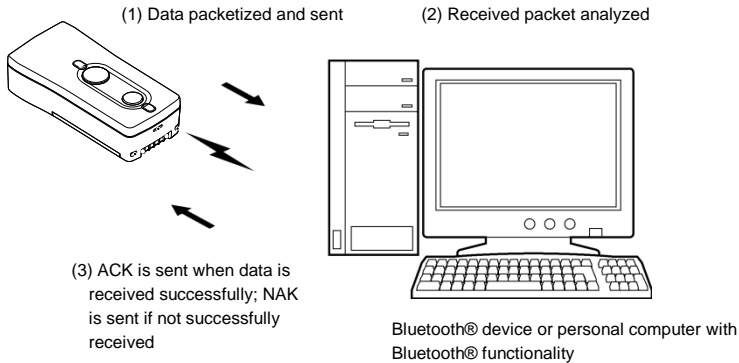 (1) Data packetized and sent
(2) Received packet analyzed
(3) ACK is sent when data is
received successfully; NAK
is sent if not successfully
received
Bluetooth® device or personal computer with
Bluetooth® functionality